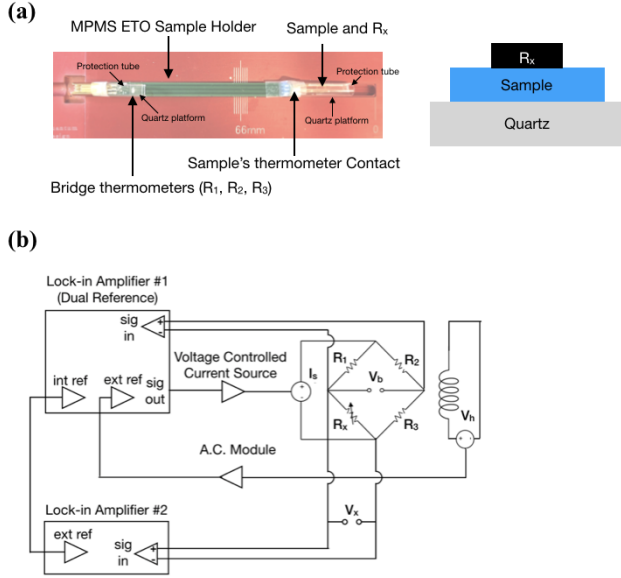 (a)
MPMS ETO Sample Holder
Sample and Rx
Protection tube
Protection tube
Quartz platform
Quartz platform
66mm
Sample's thermometer Contact
Bridge thermometers (R1, R2, R3)
Rx
Sample
Quartz
(b)
Lock-in Amplifier #1
(Dual Reference)
sig
in
+
-
int ref
ext ref
sig
out
Voltage Controlled
Current Source
Is
+
-
R1
R2
Vb
Rx
R3
Vh
+
-
A.C. Module
Vx
Lock-in Amplifier #2
ext ref
sig
in
+
-